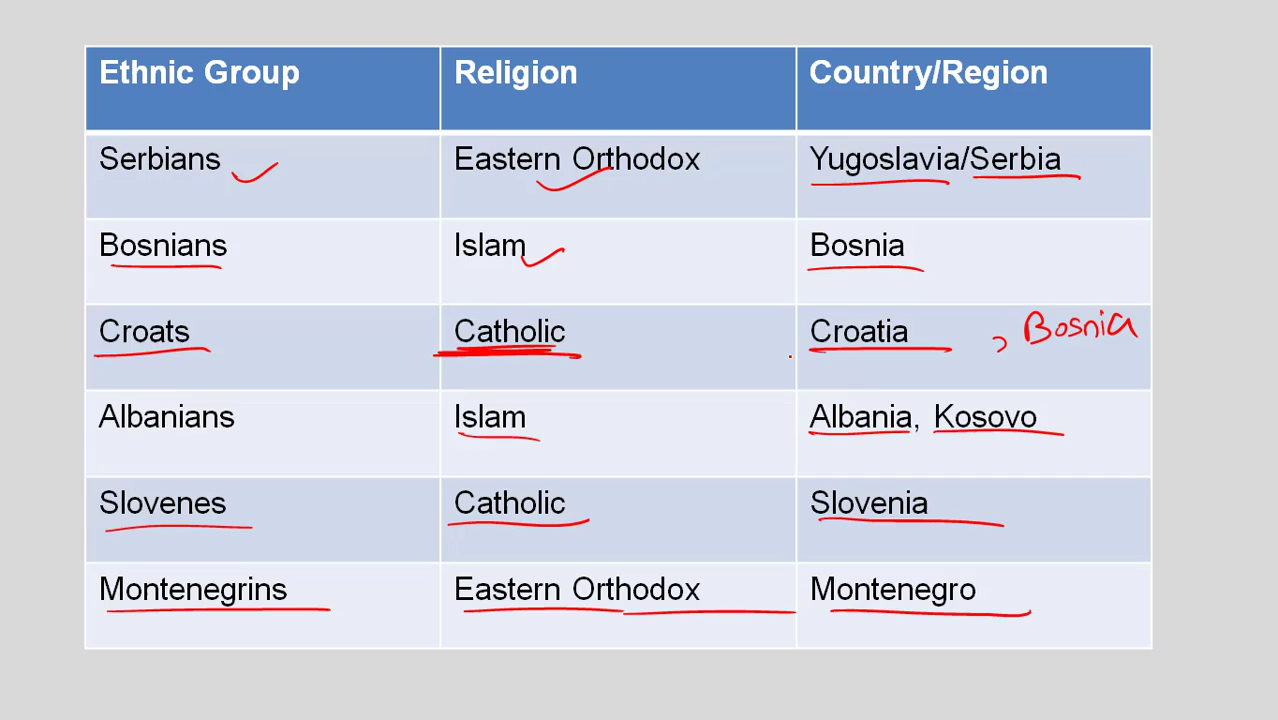 Ethnic Group Religion Country/Region
Serbians Eastern Orthodox Yugoslavia/Serbia
Bosnians Islam Bosnia
Croats Catholic Croatia , Bosnia
Albanians Islam Albania, Kosovo
Slovenes Catholic Slovenia
Montenegrins Eastern Orthodox Montenegro